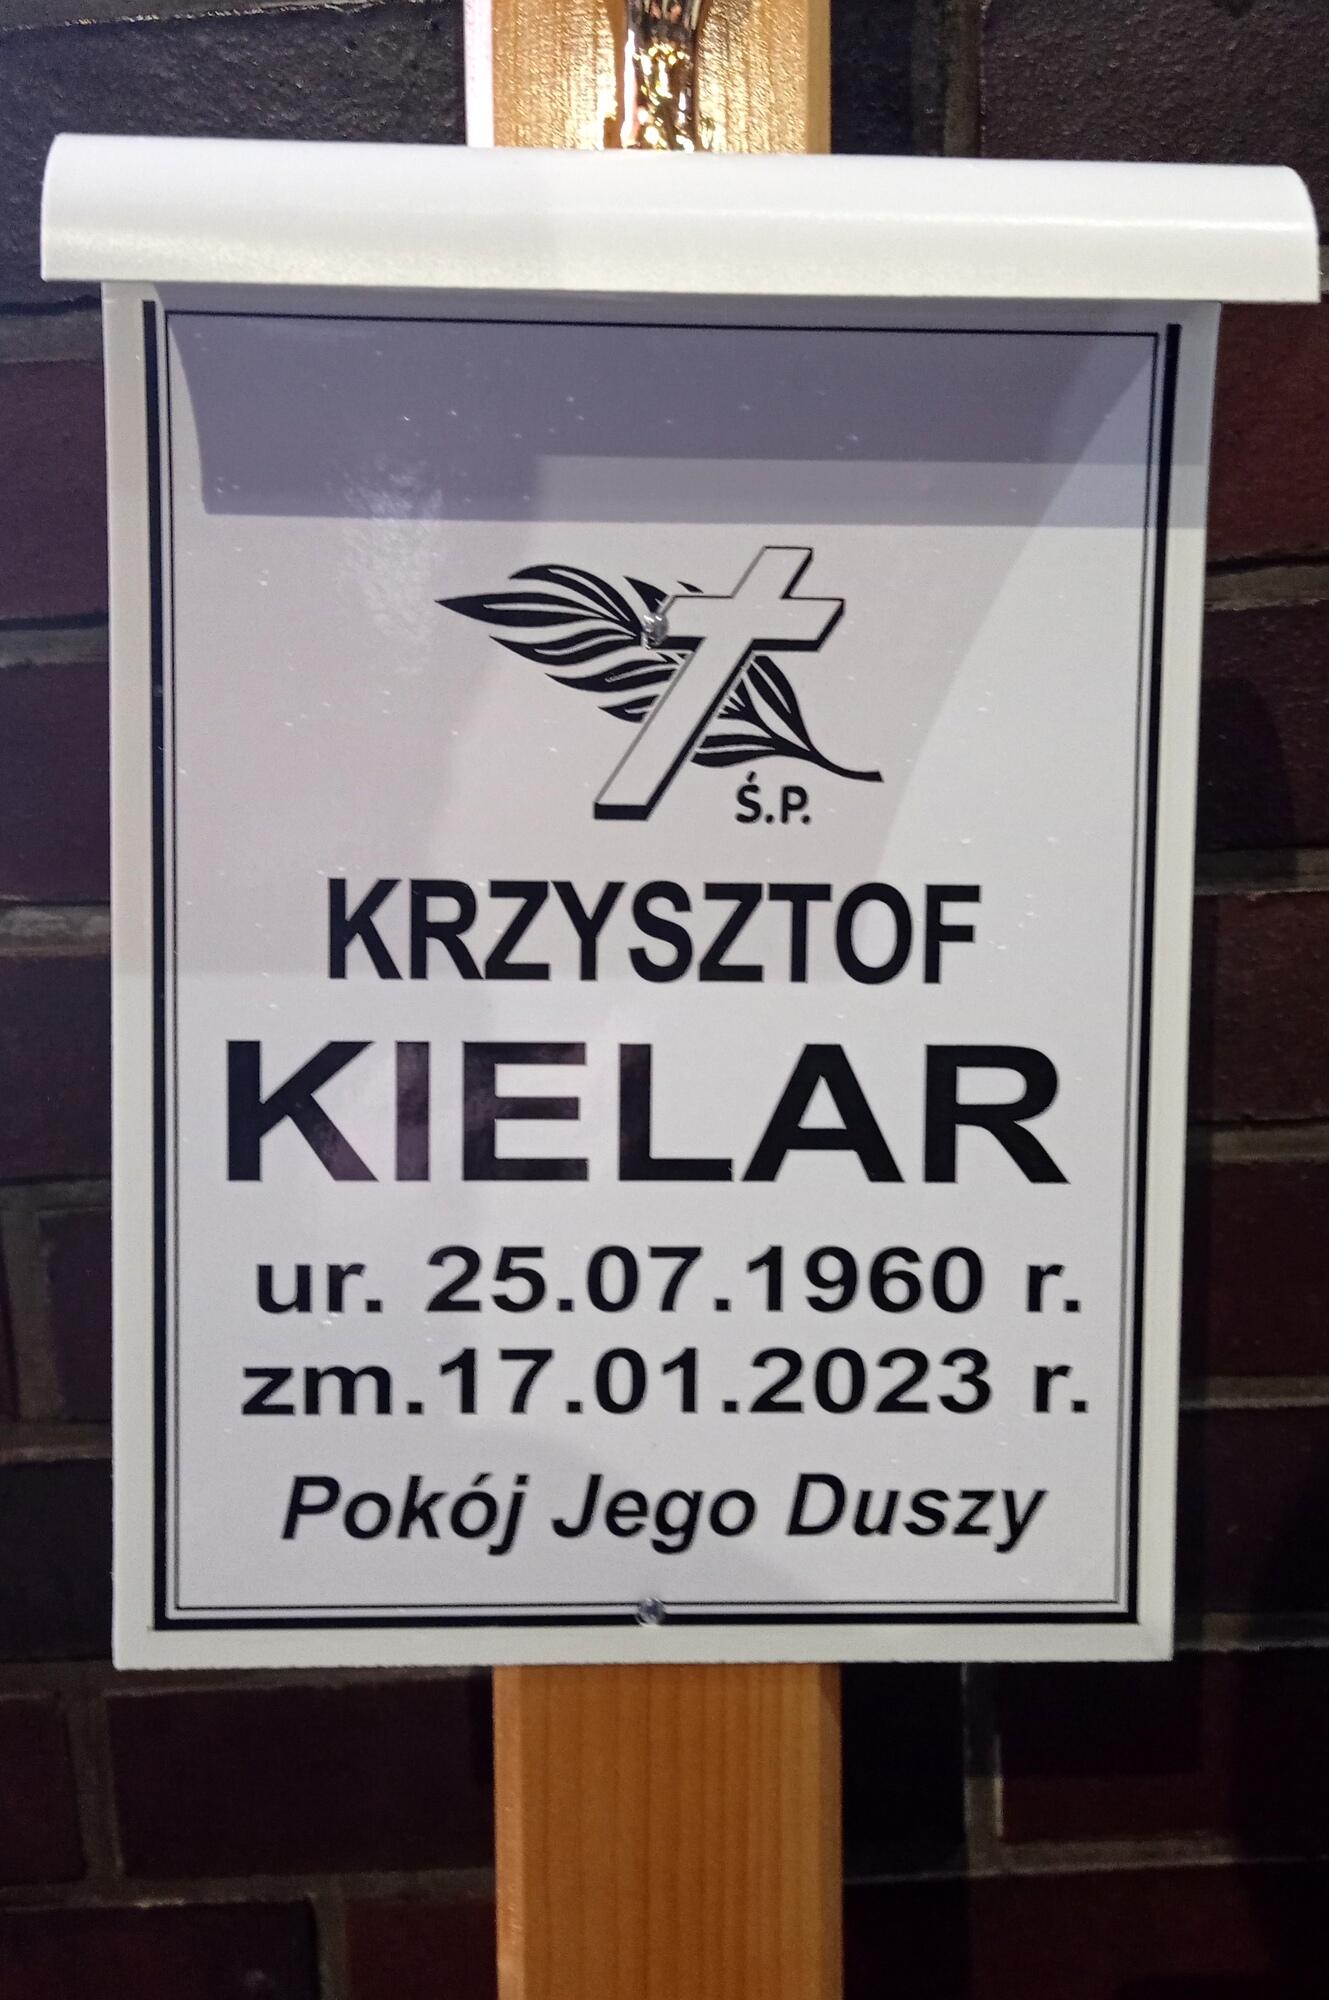 Ś.P.
KRZYSZTOF
KIELAR
ur. 25.07.1960 r.
zm.17.01.2023 r.
Pokój Jego Duszy